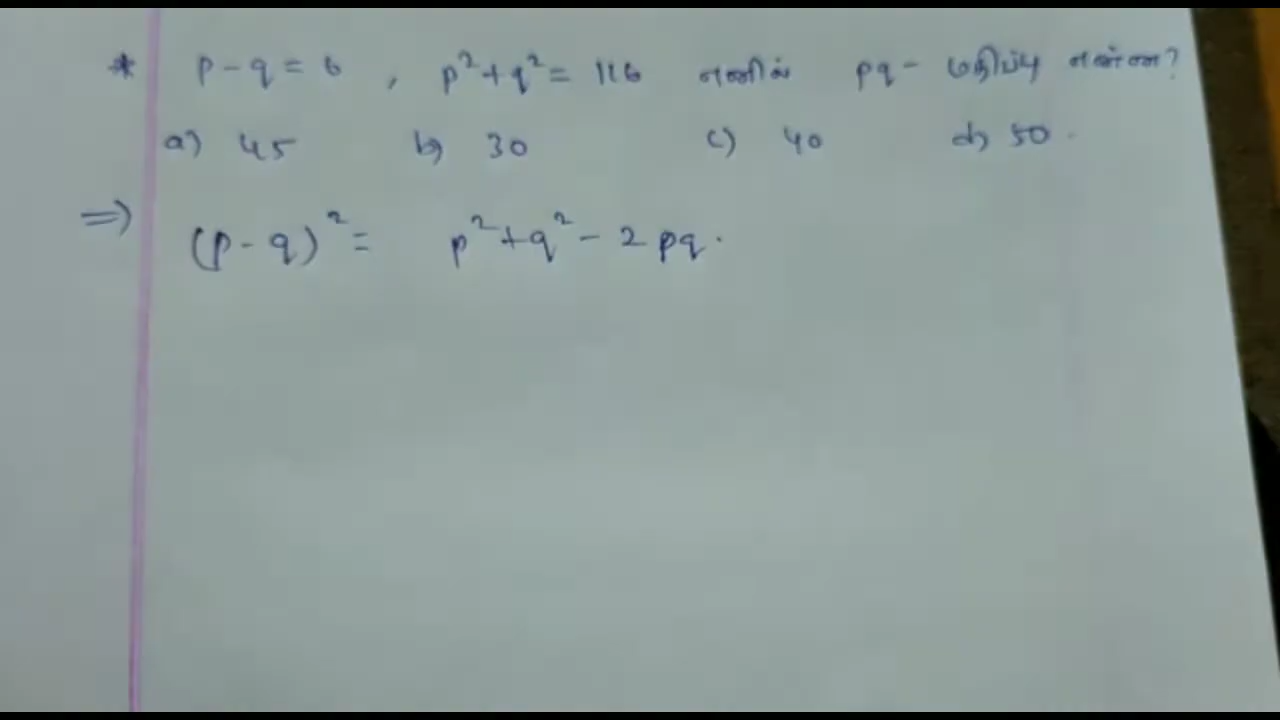 * p - q = 6 , p² + q² = 116 எனில் pq - மதிப்பு என்ன?
a) 45 b) 30 c) 40 d) 50 .
⇒ (p - q)² = p² + q² - 2pq .